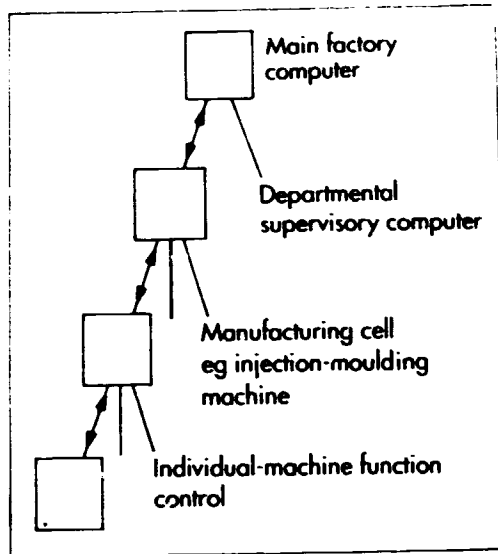 Main factory
computer
Departmental
supervisory computer
Manufacturing cell
eg injection-moulding
machine
Individual-machine function
control